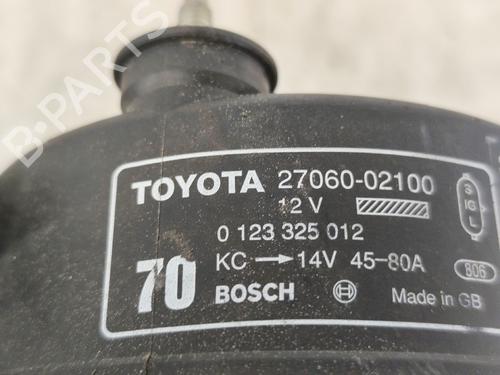 B-PARTS
TOYOTA 27060-02100
12 V
S
IG
L
0 123 325 012
70 KC→14V 45-80A
806
BOSCH
Made in GB